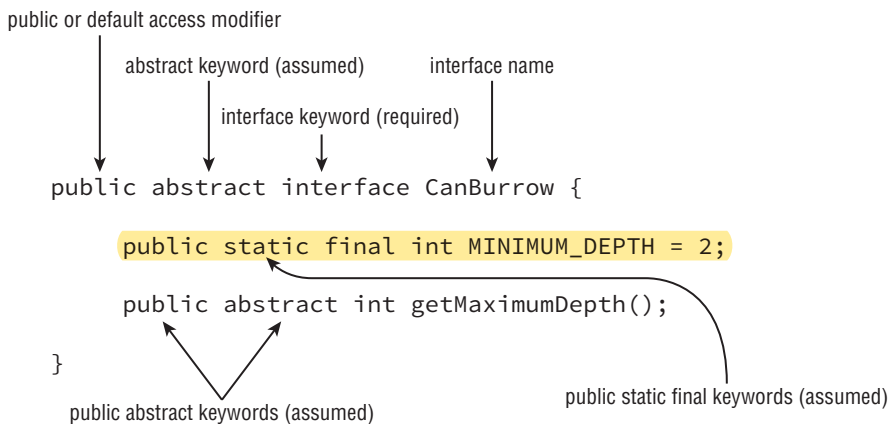 public or default access modifier
abstract keyword (assumed)
interface name
interface keyword (required)
public abstract interface CanBurrow {
public static final int MINIMUM_DEPTH = 2;
public abstract int getMaximumDepth();
}
public static final keywords (assumed)
public abstract keywords (assumed)